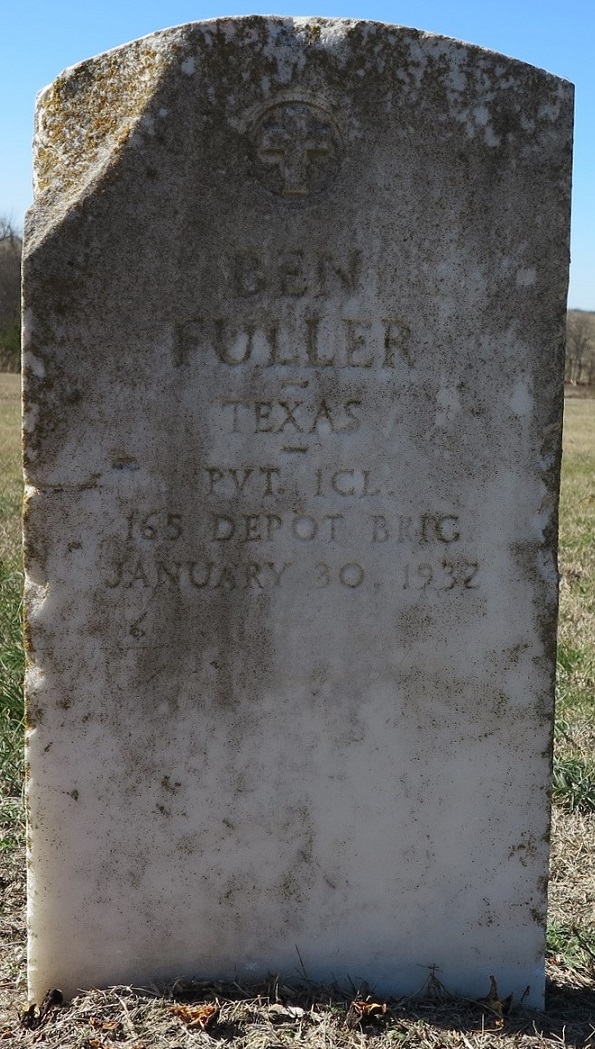 BEN
FULLER
TEXAS
PVT. 1CL.
165 DEPOT BRIG.
JANUARY 30, 1932